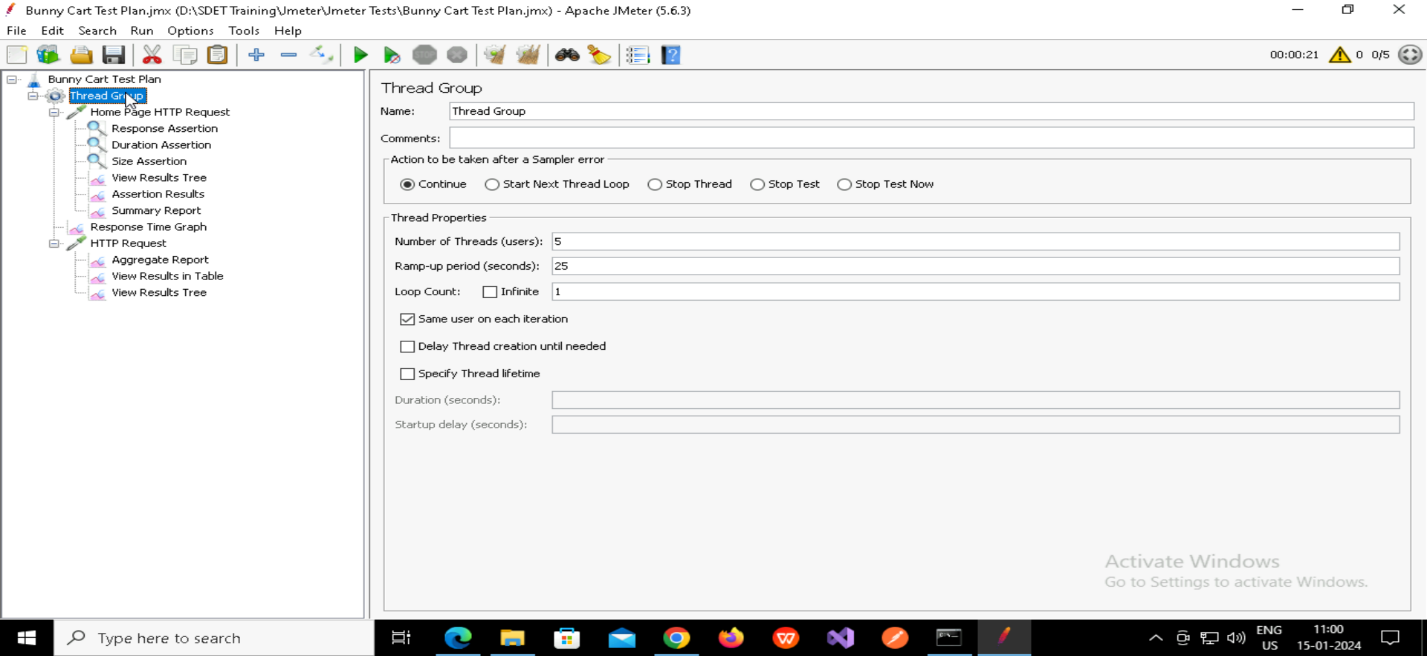 Bunny Cart Test Plan.jmx (D:\SDET Training\Jmeter\Jmeter Tests\Bunny Cart Test Plan.jmx) - Apache JMeter (5.6.3)
File Edit Search Run Options Tools Help
STOP
00:00:21 0 0/5
Bunny Cart Test Plan
Thread Group
Home Page HTTP Request
Response Assertion
Duration Assertion
Size Assertion
View Results Tree
Assertion Results
Summary Report
Response Time Graph
HTTP Request
Aggregate Report
View Results in Table
View Results Tree
Thread Group
Name: Thread Group
Comments:
Action to be taken after a Sampler error
Continue Start Next Thread Loop Stop Thread Stop Test Stop Test Now
Thread Properties
Number of Threads (users): 5
Ramp-up period (seconds): 25
Loop Count: Infinite 1
Same user on each iteration
Delay Thread creation until needed
Specify Thread lifetime
Duration (seconds):
Startup delay (seconds):
Activate Windows
Go to Settings to activate Windows.
Type here to search
ENG
US
11:00
15-01-2024